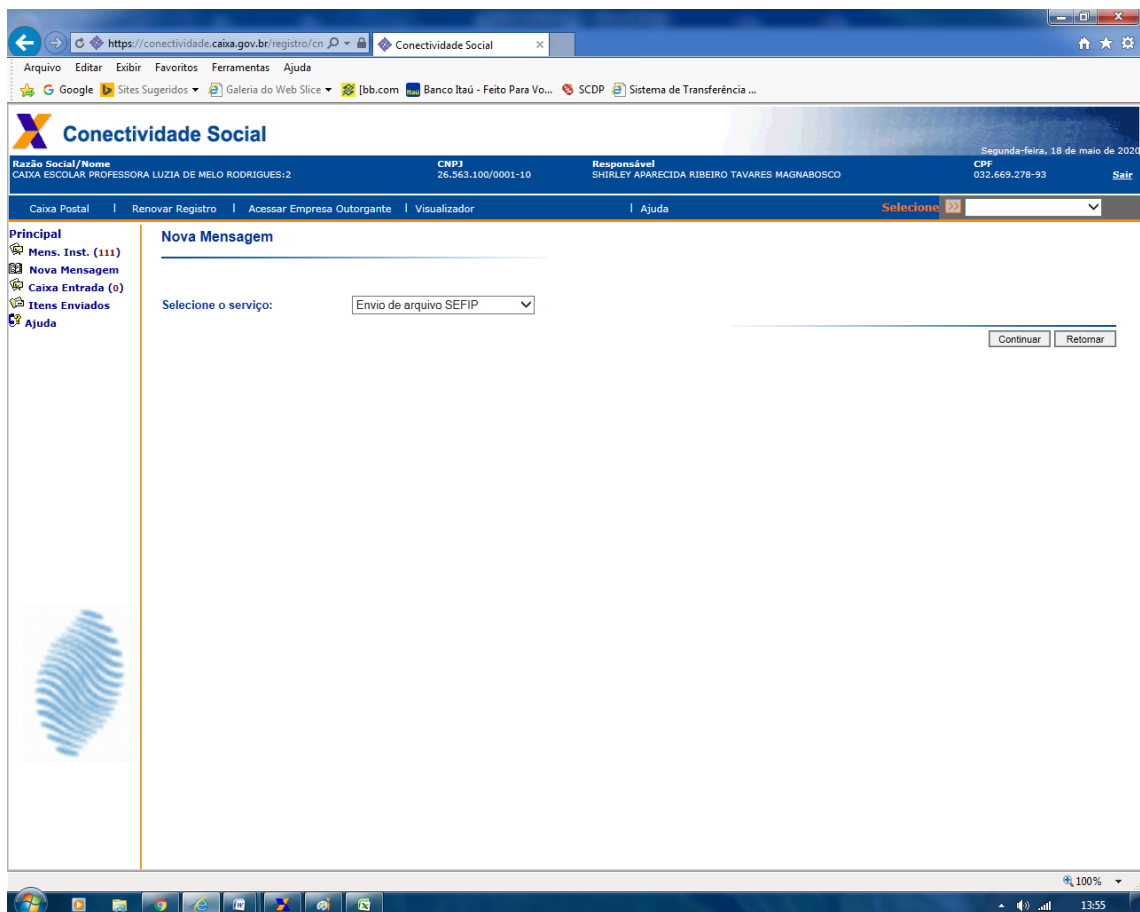 https://conectividade.caixa.gov.br/registro/cn
Conectividade Social
Arquivo Editar Exibir Favoritos Ferramentas Ajuda
Google Sites Sugeridos Galeria do Web Slice [bb.com Banco Itaú - Feito Para Vo... SCDP Sistema de Transferência ...
Conectividade Social
Segunda-feira, 18 de maio de 2020
Razão Social/Nome CNPJ Responsável CPF
CAIXA ESCOLAR PROFESSORA LUZIA DE MELO RODRIGUES:2 26.563.100/0001-10 SHIRLEY APARECIDA RIBEIRO TAVARES MAGNABOSCO 032.669.278-93 Sair
Caixa Postal | Renovar Registro | Acessar Empresa Outorgante | Visualizador | Ajuda Selecione
Principal
Mens. Inst. (111)
Nova Mensagem
Caixa Entrada (0)
Itens Enviados
Ajuda
Nova Mensagem
Selecione o serviço: Envio de arquivo SEFIP
Continuar Retornar
100%
13:55